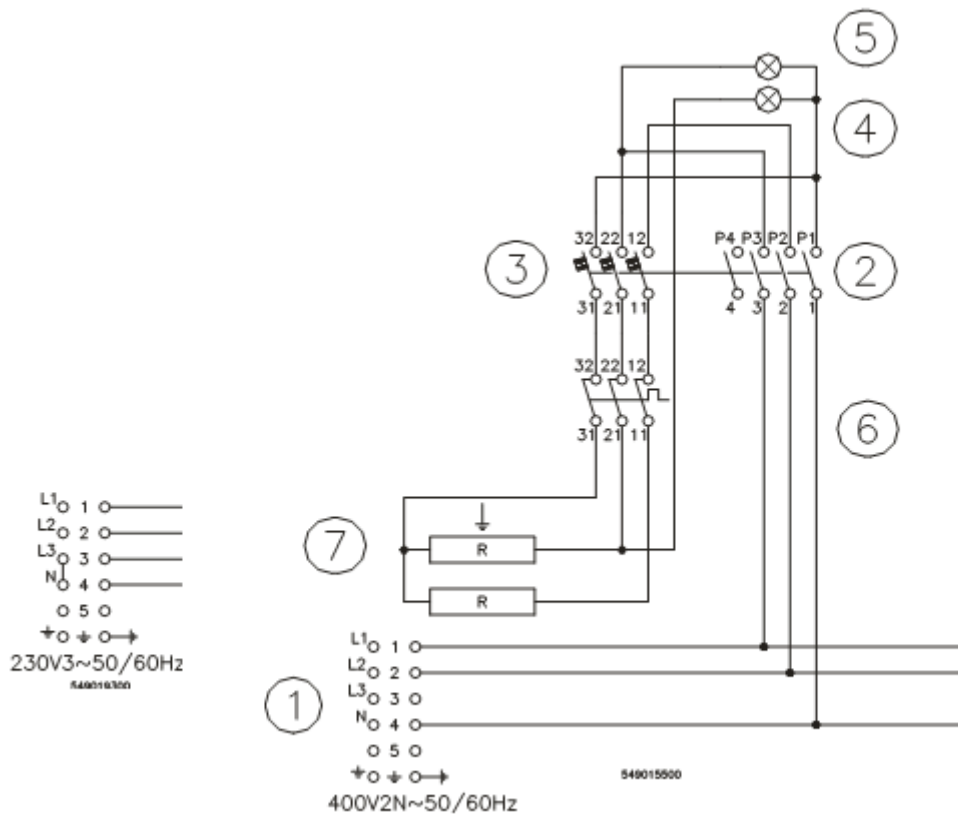 5
4
32 22 12
P4 P3 P2 P1
3
2
31 21 11
4 3 2 1
32 22 12
31 21 11
6
7
R
R
L1 1
L2 2
L3 3
N 4
5
230V3~50/60Hz
549019300
1
L1 1
L2 2
L3 3
N 4
5
549015500
400V2N~50/60Hz